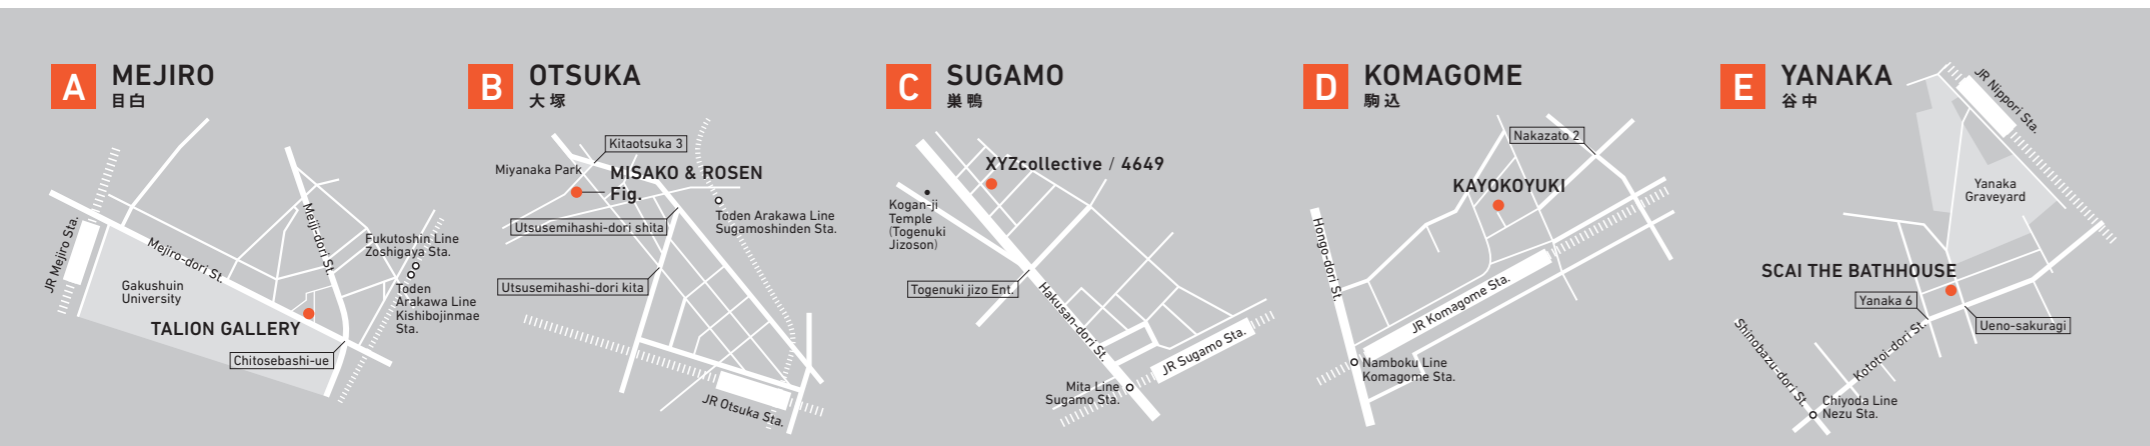 A
MEJIRO
目白
JR Mejiro Sta.
Mejiro-dori St.
Meiji-dori St.
Fukutoshin Line
Zoshigaya Sta.
Gakushuin
University
Toden
Arakawa Line
Kishibojinmae
Sta.
TALION GALLERY
Chitosebashi-ue
B
OTSUKA
大塚
Kitaotsuka 3
Miyanaka Park
MISAKO & ROSEN
Fig.
Toden Arakawa Line
Sugamoshinden Sta.
Utsusemihashi-dori shita
Utsusemihashi-dori kita
JR Otsuka Sta.
C
SUGAMO
巣鴨
XYZcollective / 4649
Kogan-ji
Temple
(Togenuki
Jizoson)
Togenuki jizo Ent.
Hakusan-dori St.
JR Sugamo Sta.
Mita Line
Sugamo Sta.
D
KOMAGOME
駒込
Nakazato 2
KAYOKOYUKI
Hongo-dori St.
JR Komagome Sta.
Namboku Line
Komagome Sta.
E
YANAKA
谷中
JR Nippori Sta.
Yanaka
Graveyard
SCAI THE BATHHOUSE
Yanaka 6
Ueno-sakuragi
Shinobazu-dori St.
Kototoi-dori St.
Chiyoda Line
Nezu Sta.